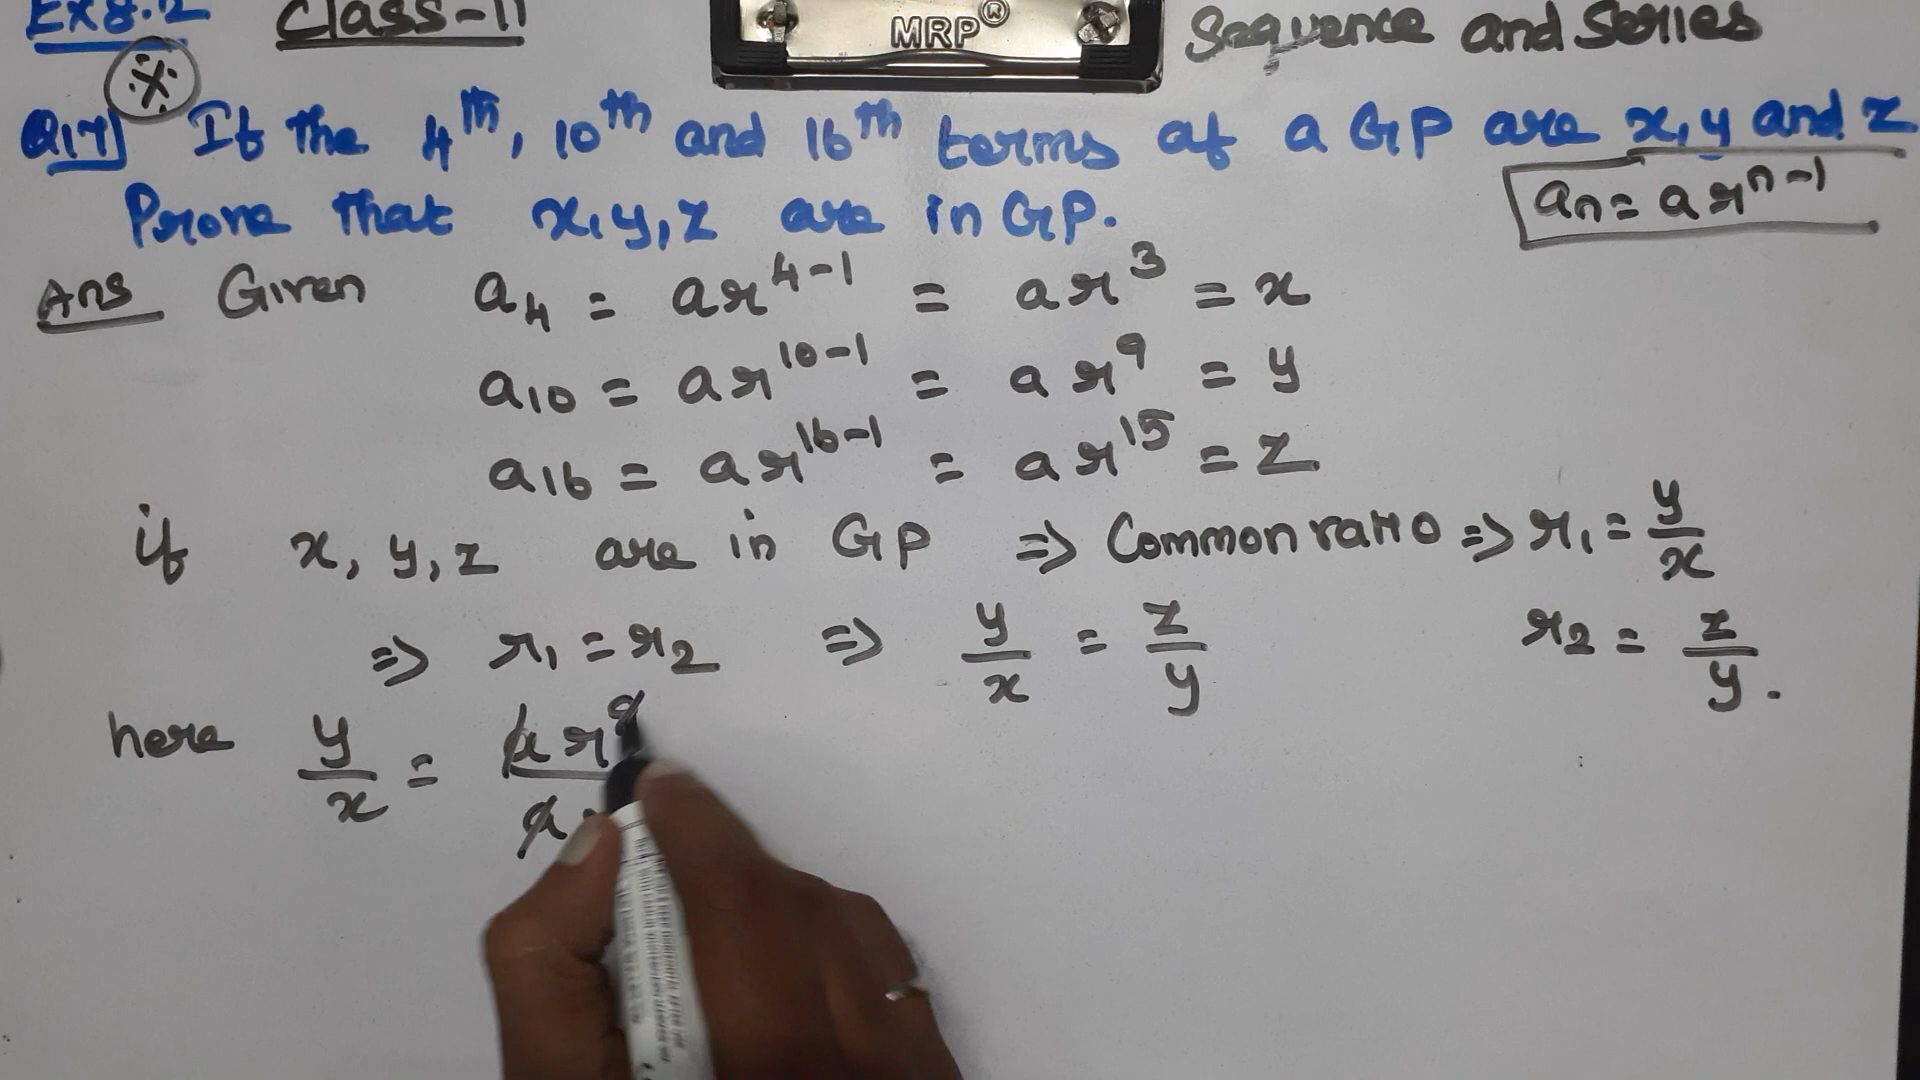 Ex 8.2 Class-11 MRP® Sequence and Series
Q17] If the 4th, 10th and 16th terms of a GP are x, y and z
Prove that x, y, z are in GP.
aₙ = arⁿ⁻¹
Ans Given a₄ = ar⁴⁻¹ = ar³ = x
a₁₀ = ar¹⁰⁻¹ = ar⁹ = y
a₁₆ = ar¹⁶⁻¹ = ar¹⁵ = z
if x, y, z are in GP ⇒ Common ratio ⇒ r₁ = y/x
⇒ r₁ = r₂ ⇒ y/x = z/y r₂ = z/y.
here y/x = ar⁹/a